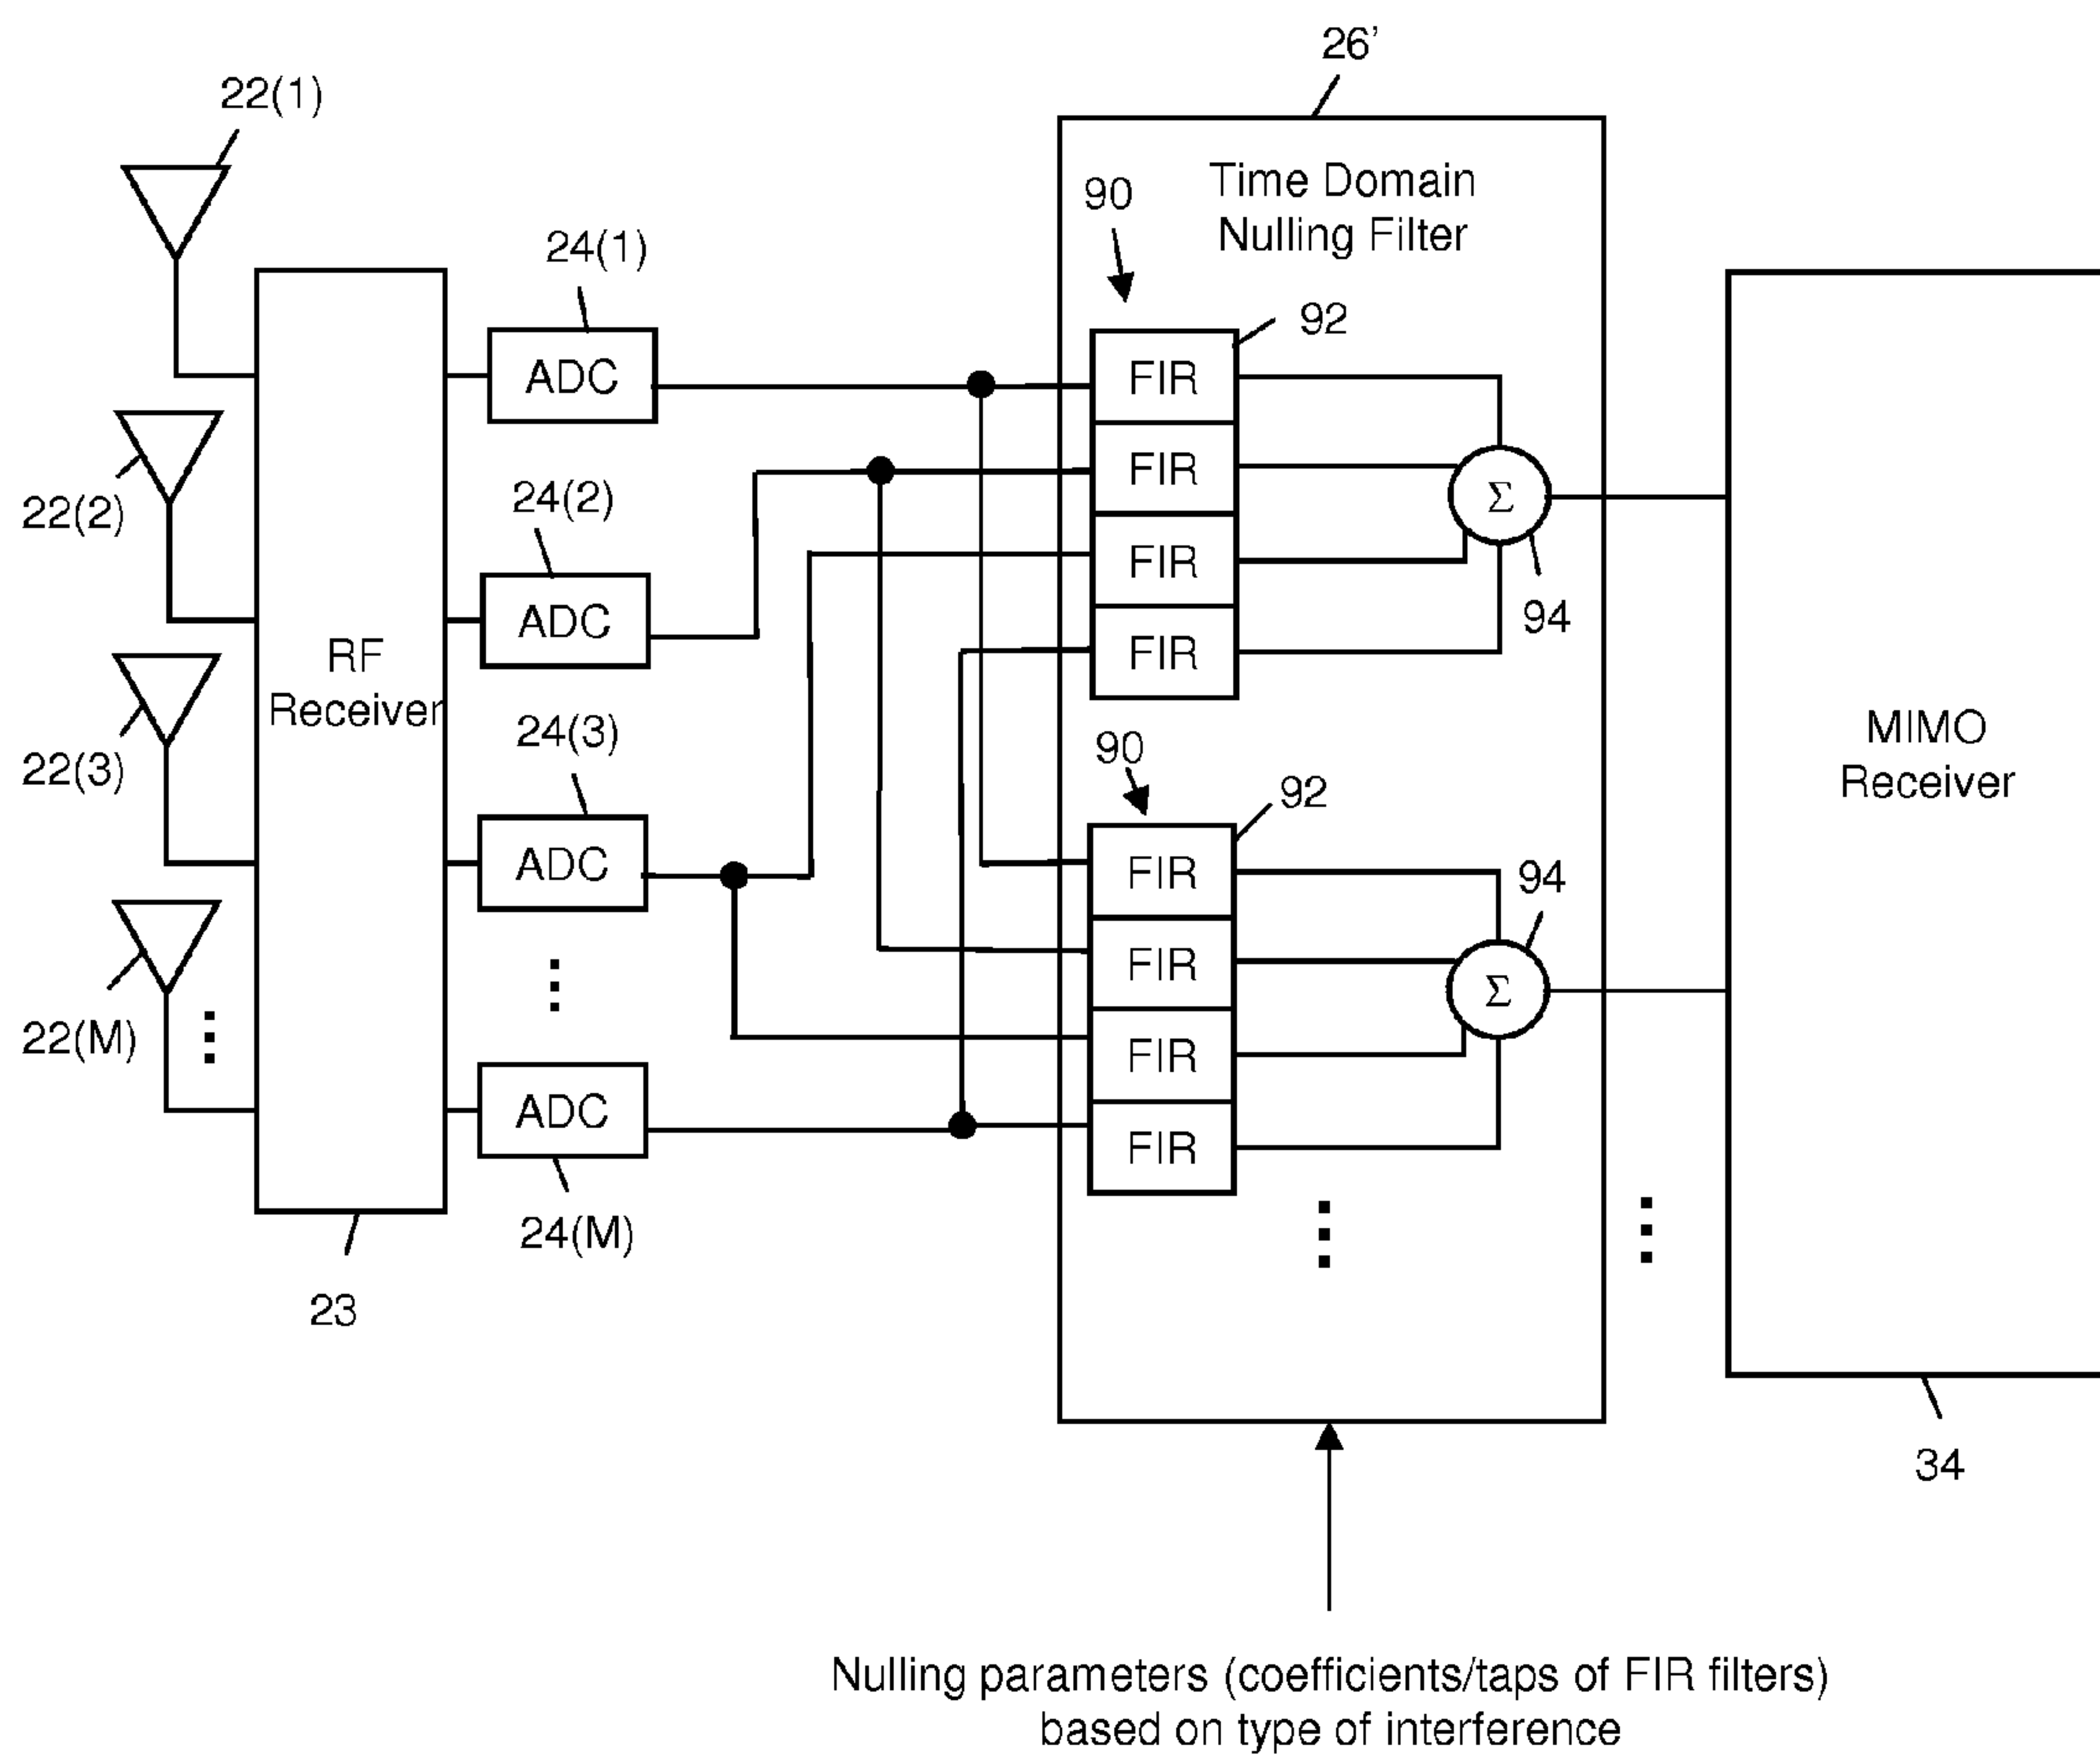 26’
22(1)
Time Domain
Nulling Filter
90
24(1)
92
ADC
FIR
FIR
22(2)
24(2)
Σ
FIR
ADC
94
RF
Receiver
FIR
22(3)
24(3)
90
MIMO
Receiver
92
ADC
FIR
94
FIR
Σ
22(M)
FIR
ADC
FIR
24(M)
23
34
Nulling parameters (coefficients/taps of FIR filters)
based on type of interference